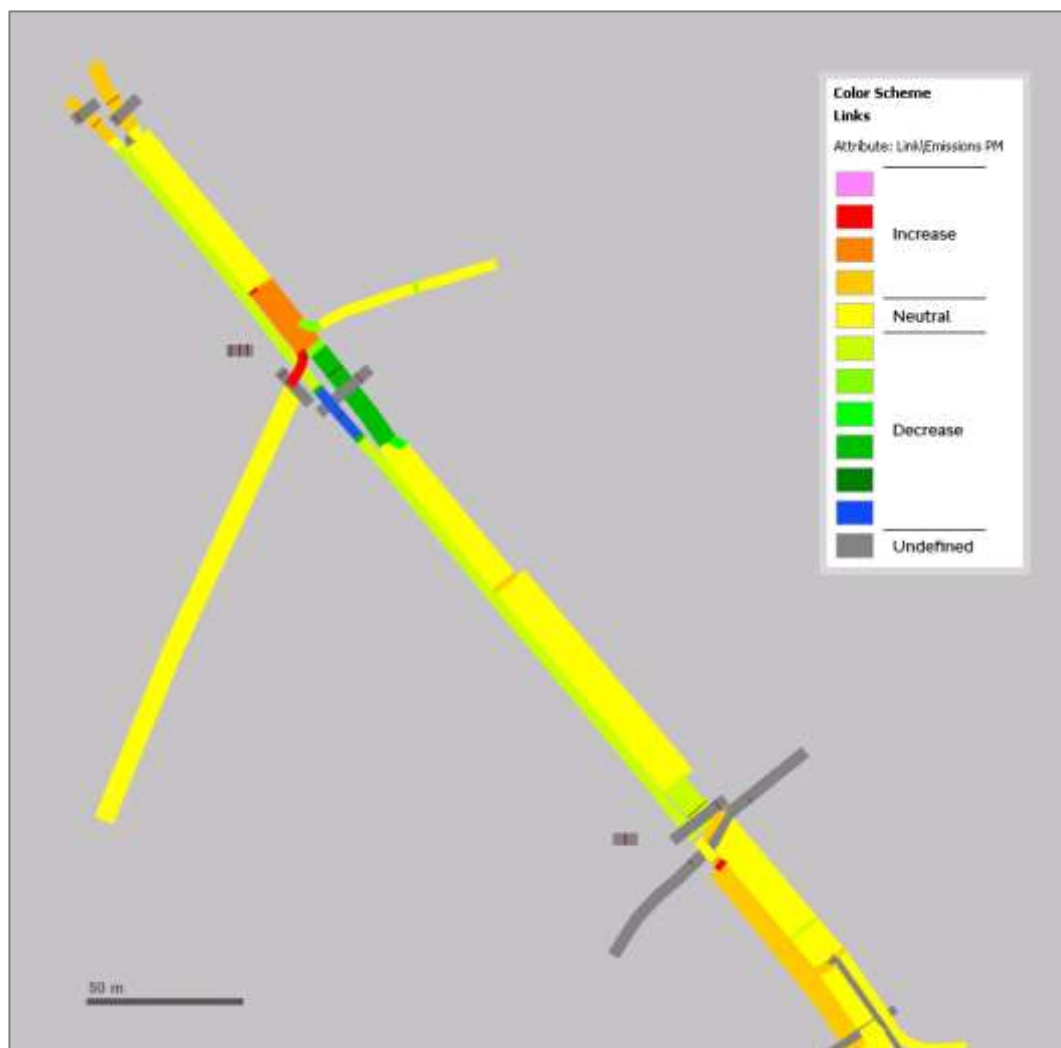 Color Scheme
Links
Attribute: Link\Emissions PM
Increase
Neutral
Decrease
Undefined
50 m